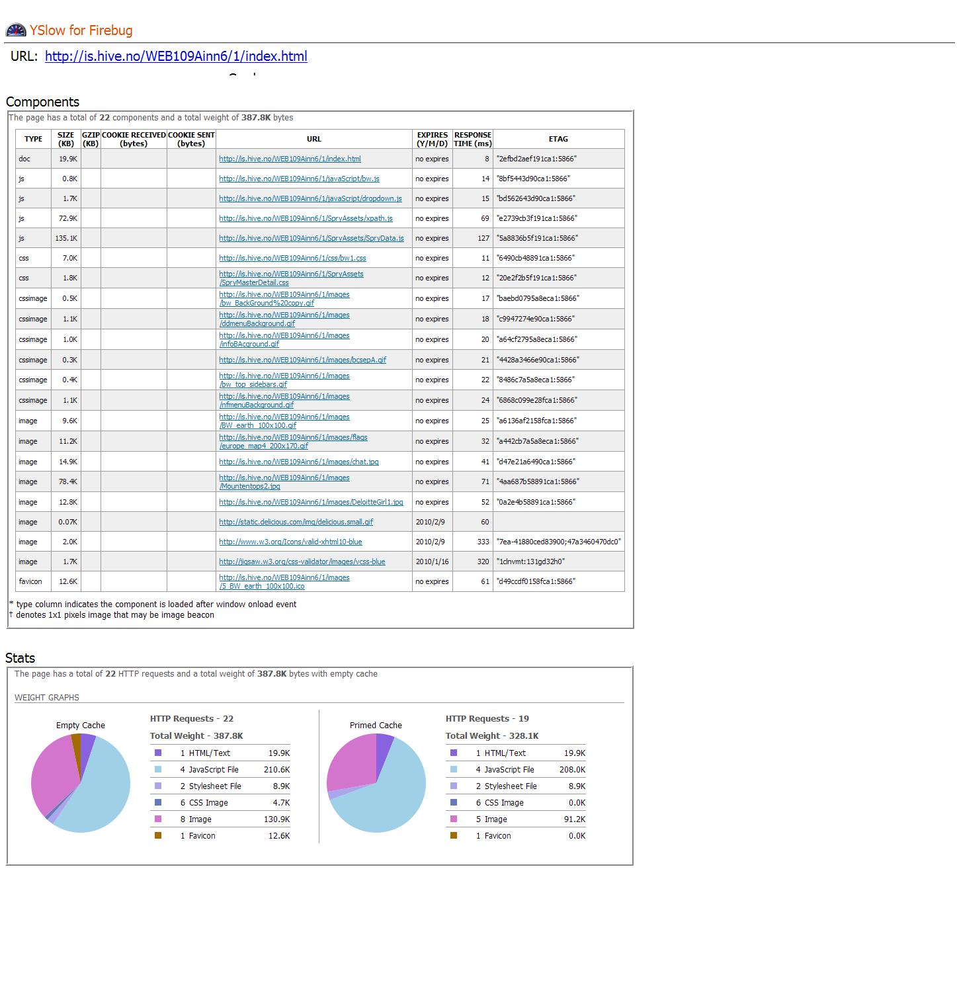 YSlow for Firebug
URL: http://is.hive.no/WEB109Ainn6/1/index.html
Components
The page has a total of 22 components and a total weight of 387.8K bytes
TYPE SIZE (KB) GZIP (KB) COOKIE RECEIVED (bytes) COOKIE SENT (bytes) URL EXPIRES (Y/M/D) RESPONSE TIME (ms) ETAG
doc 19.9K http://is.hive.no/WEB109Ainn6/1/index.html no expires 8 "2efbd2aef191ca1:5866"
js 0.8K http://is.hive.no/WEB109Ainn6/1/javaScript/bw.js no expires 14 "8bf5443d90ca1:5866"
js 1.7K http://is.hive.no/WEB109Ainn6/1/javaScript/dropdown.js no expires 15 "bd562643d90ca1:5866"
js 72.9K http://is.hive.no/WEB109Ainn6/1/SpryAssets/xpath.js no expires 69 "e2739cb3f191ca1:5866"
js 135.1K http://is.hive.no/WEB109Ainn6/1/SpryAssets/SpryData.js no expires 127 "5a8836b5f191ca1:5866"
css 7.0K http://is.hive.no/WEB109Ainn6/1/css/bw1.css no expires 11 "6490cb48891ca1:5866"
css 1.8K http://is.hive.no/WEB109Ainn6/1/SpryAssets /SpryMasterDetail.css no expires 12 "20e2f2b5f191ca1:5866"
cssimage 0.5K http://is.hive.no/WEB109Ainn6/1/images /bw_BackGround%20copy.gif no expires 17 "baebd0795a8eca1:5866"
cssimage 1.1K http://is.hive.no/WEB109Ainn6/1/images /ddmenuBackground.gif no expires 18 "c9947274e90ca1:5866"
cssimage 1.0K http://is.hive.no/WEB109Ainn6/1/images /infoBAcground.gif no expires 20 "a64cf2795a8eca1:5866"
cssimage 0.3K http://is.hive.no/WEB109Ainn6/1/images/bcsepA.gif no expires 21 "4428a3466e90ca1:5866"
cssimage 0.4K http://is.hive.no/WEB109Ainn6/1/images /bw_top_sidebars.gif no expires 22 "8486c7a5a8eca1:5866"
cssimage 1.1K http://is.hive.no/WEB109Ainn6/1/images /nfmenuBackground.gif no expires 24 "6868c099e28fca1:5866"
image 9.6K http://is.hive.no/WEB109Ainn6/1/images /BW_earth_100x100.gif no expires 25 "a6136af2158fca1:5866"
image 11.2K http://is.hive.no/WEB109Ainn6/1/images/flags /europe_map4_200x170.gif no expires 32 "a442cb7a5a8eca1:5866"
image 14.9K http://is.hive.no/WEB109Ainn6/1/images/chat.jpg no expires 41 "d47e21a6490ca1:5866"
image 78.4K http://is.hive.no/WEB109Ainn6/1/images /Mountentops2.jpg no expires 71 "4aa687b58891ca1:5866"
image 12.8K http://is.hive.no/WEB109Ainn6/1/images/DeloitteGirl1.jpg no expires 52 "0a2e4b58891ca1:5866"
image 0.07K http://static.delicious.com/img/delicious.small.gif 2010/2/9 60
image 2.0K http://www.w3.org/Icons/valid-xhtml10-blue 2010/2/9 333 "7ea-41880ced83900;47a3460470dc0"
image 1.7K http://jigsaw.w3.org/css-validator/images/vcss-blue 2010/1/16 320 "1clnvmt:131gd32h0"
favicon 12.6K http://is.hive.no/WEB109Ainn6/1/images /5_BW_earth_100x100.ico no expires 61 "d49ccdf0158fca1:5866"
* type column indicates the component is loaded after window onload event
† denotes 1x1 pixels image that may be image beacon
Stats
The page has a total of 22 HTTP requests and a total weight of 387.8K bytes with empty cache
WEIGHT GRAPHS
Empty Cache
HTTP Requests - 22
Total Weight - 387.8K
1 HTML/Text 19.9K
4 JavaScript File 210.6K
2 Stylesheet File 8.9K
6 CSS Image 4.7K
8 Image 130.9K
1 Favicon 12.6K
Primed Cache
HTTP Requests - 19
Total Weight - 328.1K
1 HTML/Text 19.9K
4 JavaScript File 208.0K
2 Stylesheet File 8.9K
6 CSS Image 0.0K
5 Image 91.2K
1 Favicon 0.0K